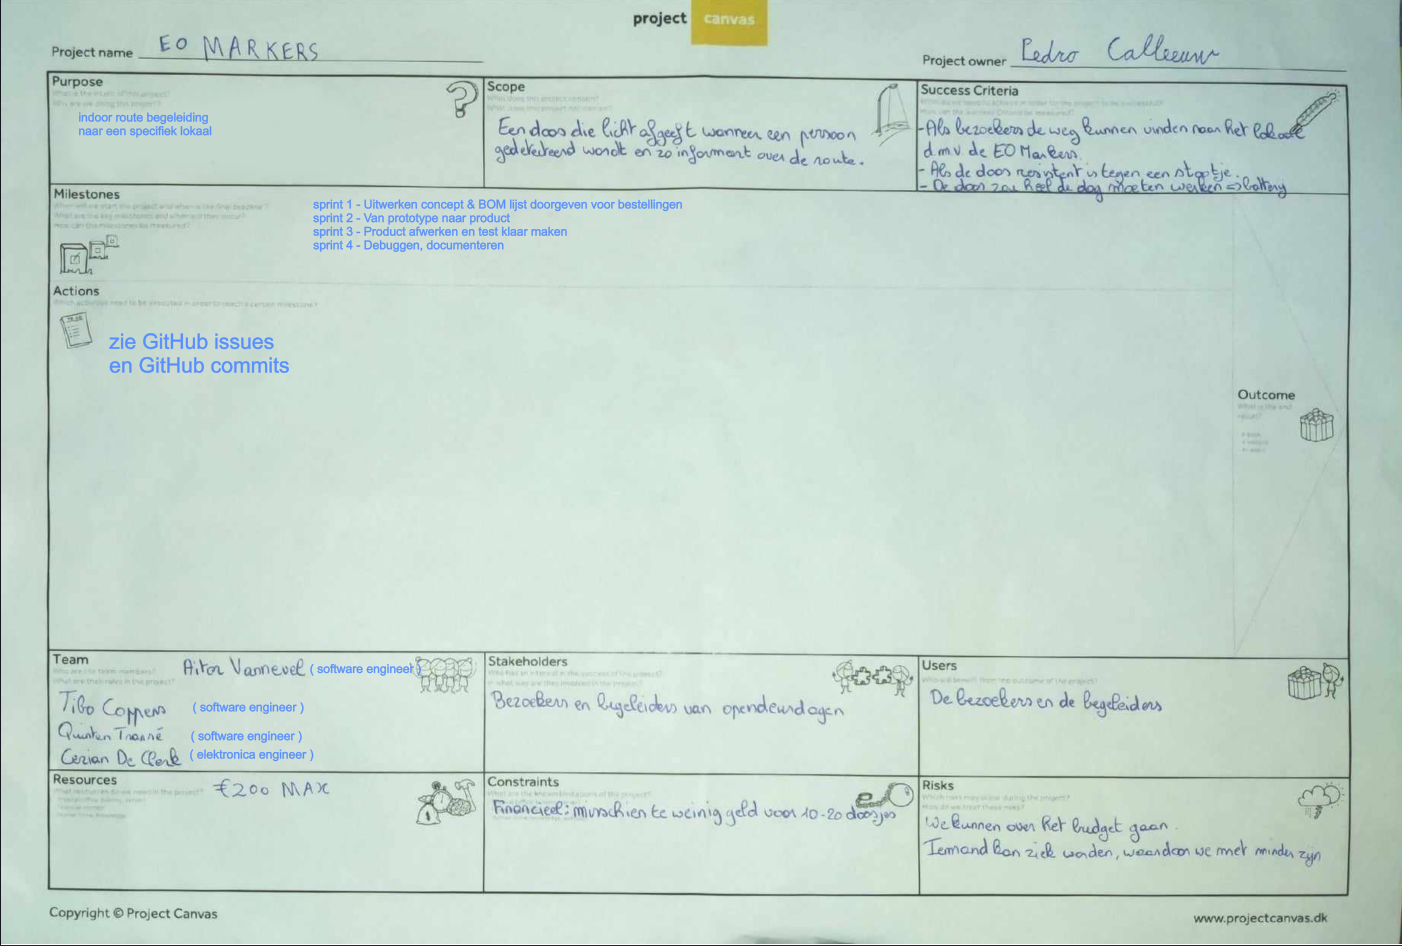 project canvas
Project name EO MARKERS
Project owner Pedro Calleeuw
Purpose
What is the intent of this project?
Why are we doing this project?
indoor route begeleiding
naar een specifiek lokaal
Scope
What does this project contain?
What does this project not contain?
Een doos die licht afgeeft wanneer een persoon
gedetecteerd wordt en zo informeert over de route.
Success Criteria
What do we need to achieve in order for the project to be successful?
How can the Success Criteria be measured?
- Als bezoekers de weg kunnen vinden naar het lokaal
d.m.v. de EO Markers.
- Als de doos resistent is tegen een stootje.
- De doos zou heel de dag moeten werken => battery
Milestones
When will we start the project and when is the final deadline?
What are the key milestones and when will they occur?
How can the milestones be measured?
sprint 1 - Uitwerken concept & BOM lijst doorgeven voor bestellingen
sprint 2 - Van prototype naar product
sprint 3 - Product afwerken en test klaar maken
sprint 4 - Debuggen, documenteren
Actions
Which activities need to be executed in order to reach a certain milestone?
zie GitHub issues
en GitHub commits
Outcome
What is the end
result?
Team
Who are the team members?
What are their roles in the project?
Aitor Vannevel ( software engineer )
Tibo Coppens ( software engineer )
Quinten Tranné ( software engineer )
Cerian De Clerk ( elektronica engineer )
Stakeholders
Who has an interest in the success of the project?
In what way are they involved in the project?
Bezoekers en begeleiders van opendeurdagen
Users
Who will benefit from the outcome of the project?
De bezoekers en de begeleiders
Resources
What resources do we need in the project?
€200 MAX
Constraints
What are the known limitations of the project?
Financieel: misschien te weinig geld voor 10-20 doosjes
Risks
Which risks may occur during the project?
How do we treat these risks?
We kunnen over het budget gaan.
Iemand kan ziek worden, waardoor we met minder zijn
Copyright © Project Canvas
www.projectcanvas.dk